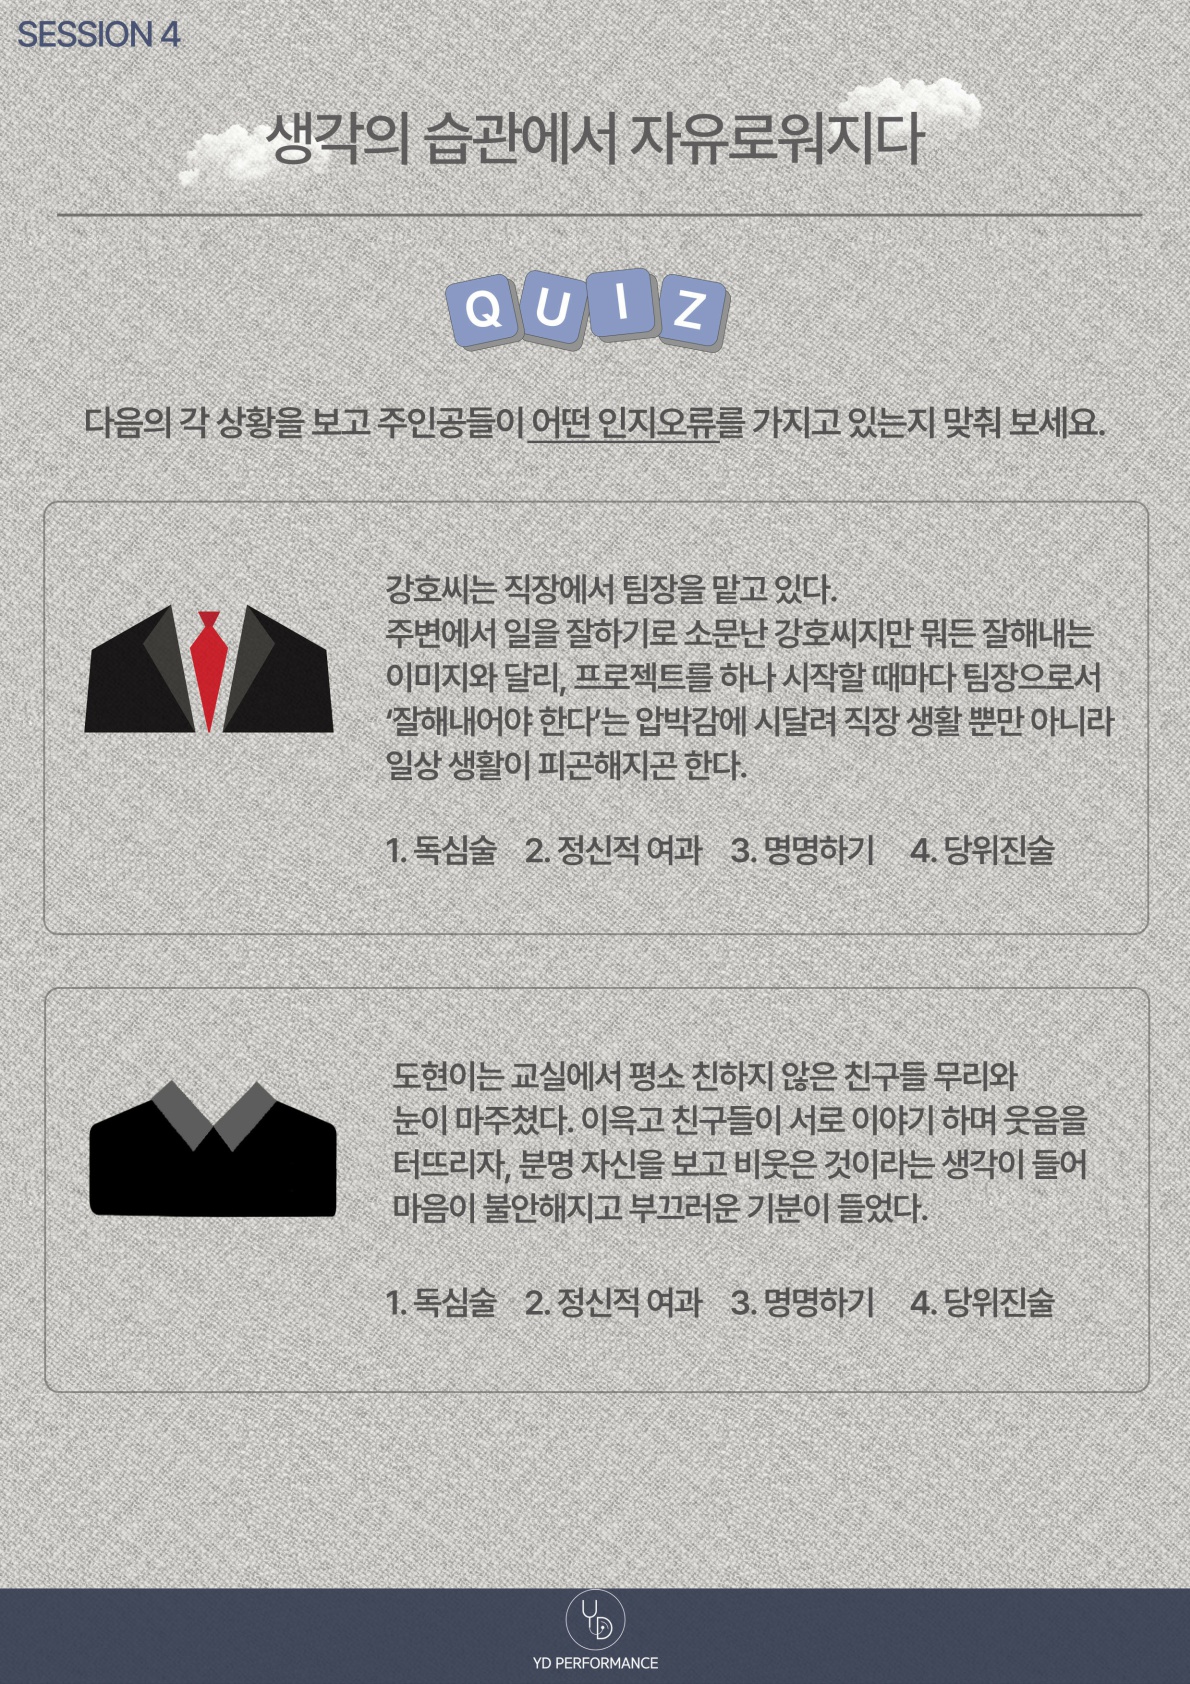 SESSION 4
생각의 습관에서 자유로워지다
QUIZ
다음의 각 상황을 보고 주인공들이 어떤 인지오류를 가지고 있는지 맞춰 보세요.
강호씨는 직장에서 팀장을 맡고 있다.
주변에서 일을 잘하기로 소문난 강호씨지만 뭐든 잘해내는
이미지와 달리, 프로젝트를 하나 시작할 때마다 팀장으로서
‘잘해내어야 한다’는 압박감에 시달려 직장 생활 뿐만 아니라
일상 생활이 피곤해지곤 한다.
1. 독심술 2. 정신적 여과 3. 명명하기 4. 당위진술
도현이는 교실에서 평소 친하지 않은 친구들 무리와
눈이 마주쳤다. 이윽고 친구들이 서로 이야기 하며 웃음을
터뜨리자, 분명 자신을 보고 비웃은 것이라는 생각이 들어
마음이 불안해지고 부끄러운 기분이 들었다.
1. 독심술 2. 정신적 여과 3. 명명하기 4. 당위진술
YD
YD PERFORMANCE